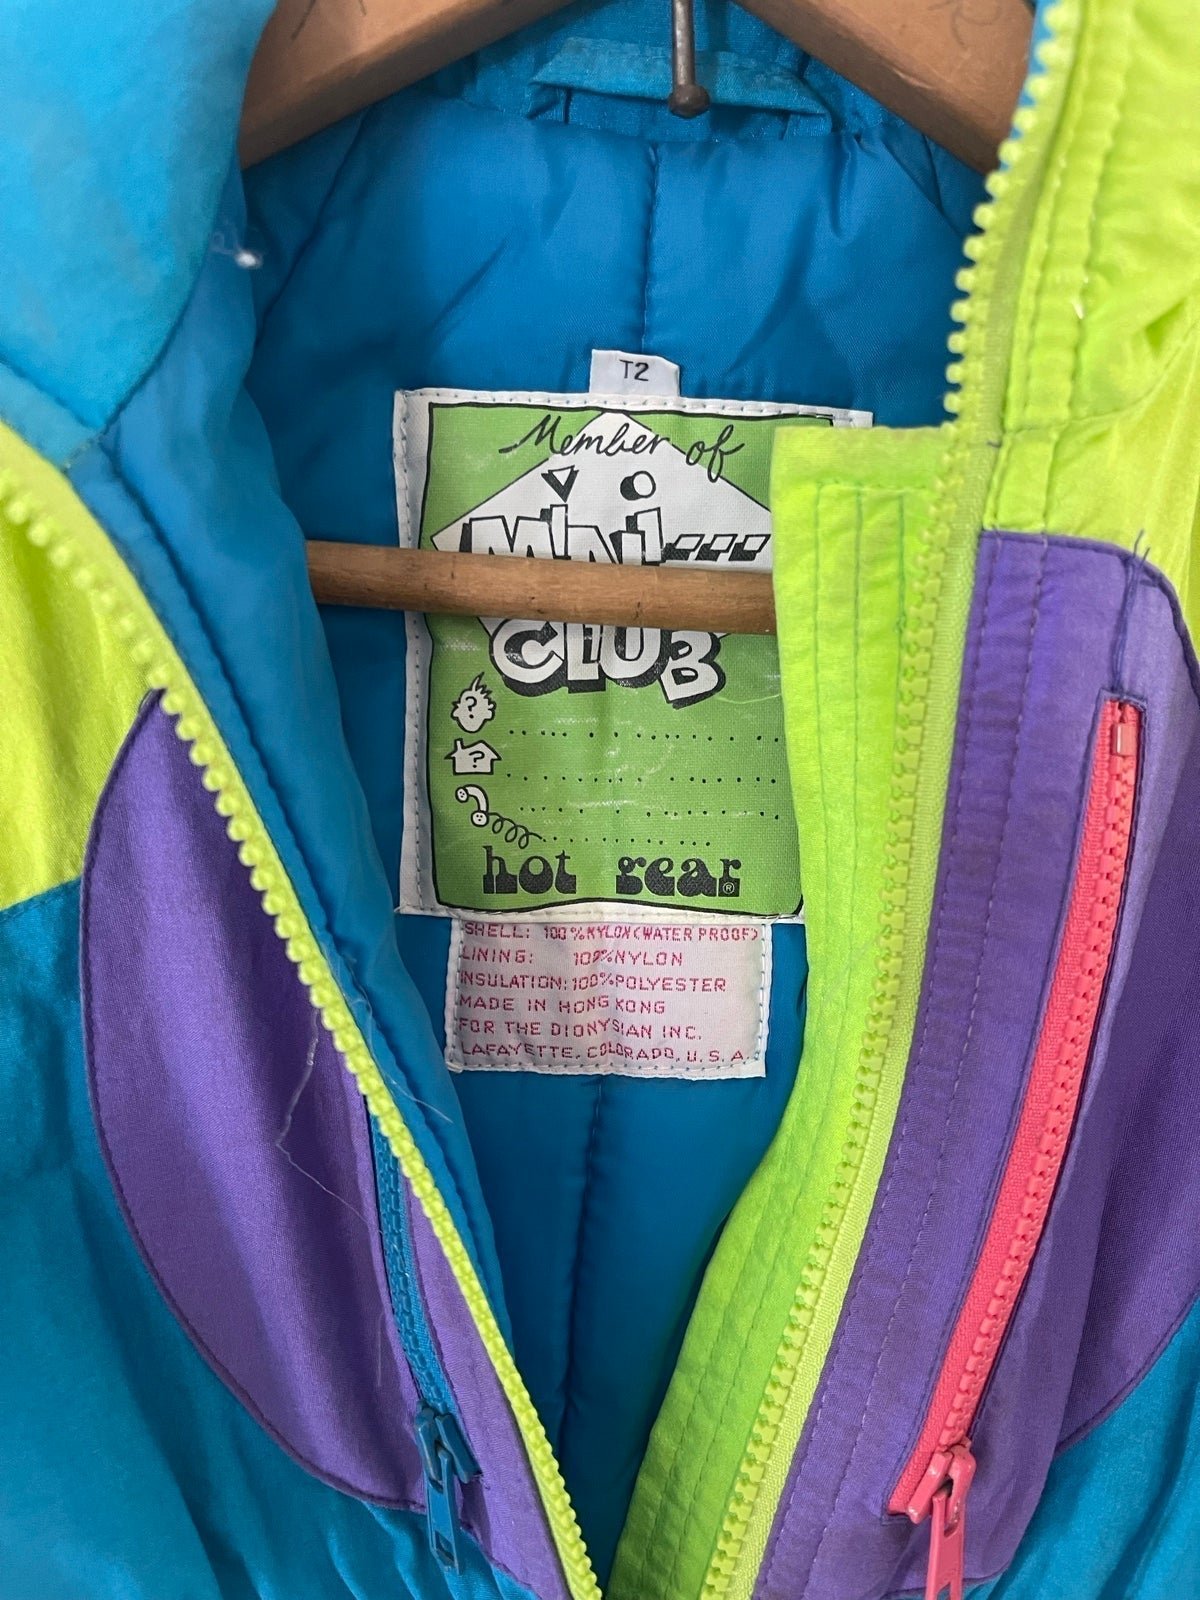 T2
Member of
MINI
CLUB
?
?
hot gear®
SHELL: 100%NYLON(WATER PROOF)
LINING: 100%NYLON
INSULATION:100%POLYESTER
MADE IN HONG KONG
FOR THE DIONYSIAN INC.
LAFAYETTE, COLORADO, U.S.A.